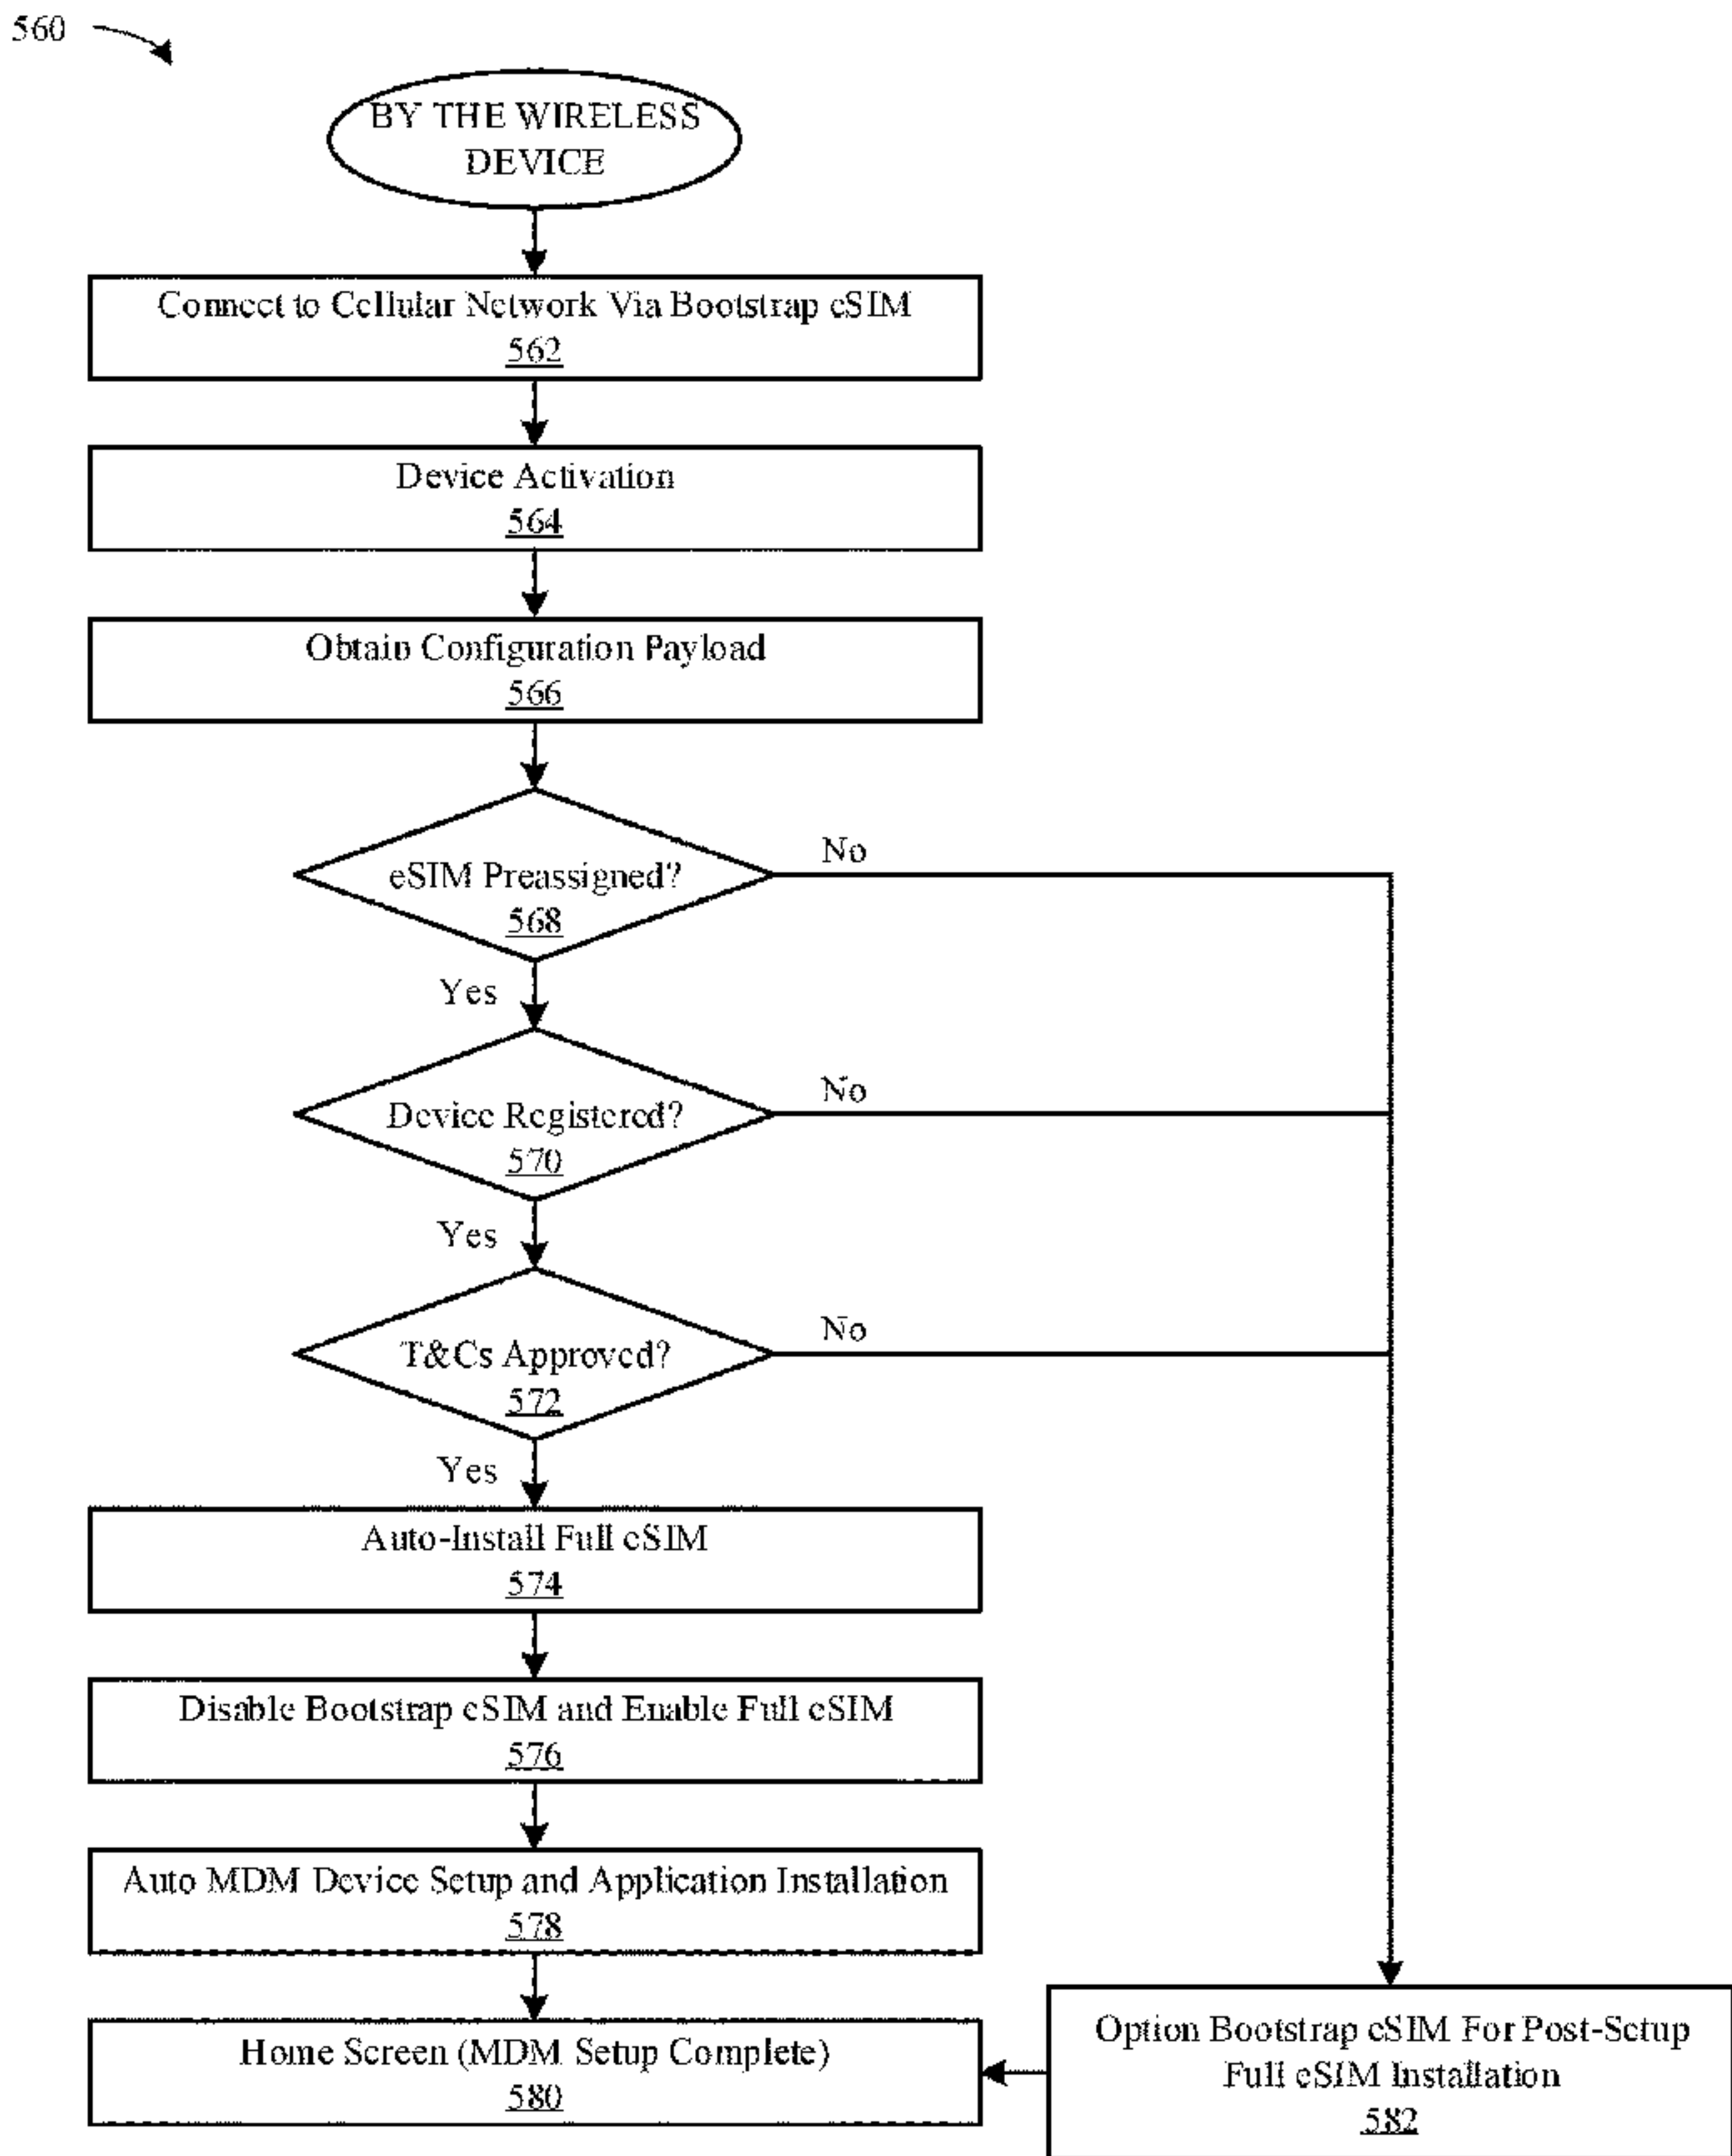 560
BY THE WIRELESS
DEVICE
Connect to Cellular Network Via Bootstrap eSIM
562
Device Activation
564
Obtain Configuration Payload
566
eSIM Preassigned?
568
No
Yes
Device Registered?
570
No
Yes
T&Cs Approved?
572
No
Yes
Auto-Install Full eSIM
574
Disable Bootstrap eSIM and Enable Full eSIM
576
Auto MDM Device Setup and Application Installation
578
Home Screen (MDM Setup Complete)
580
Option Bootstrap eSIM For Post-Setup
Full eSIM Installation
582